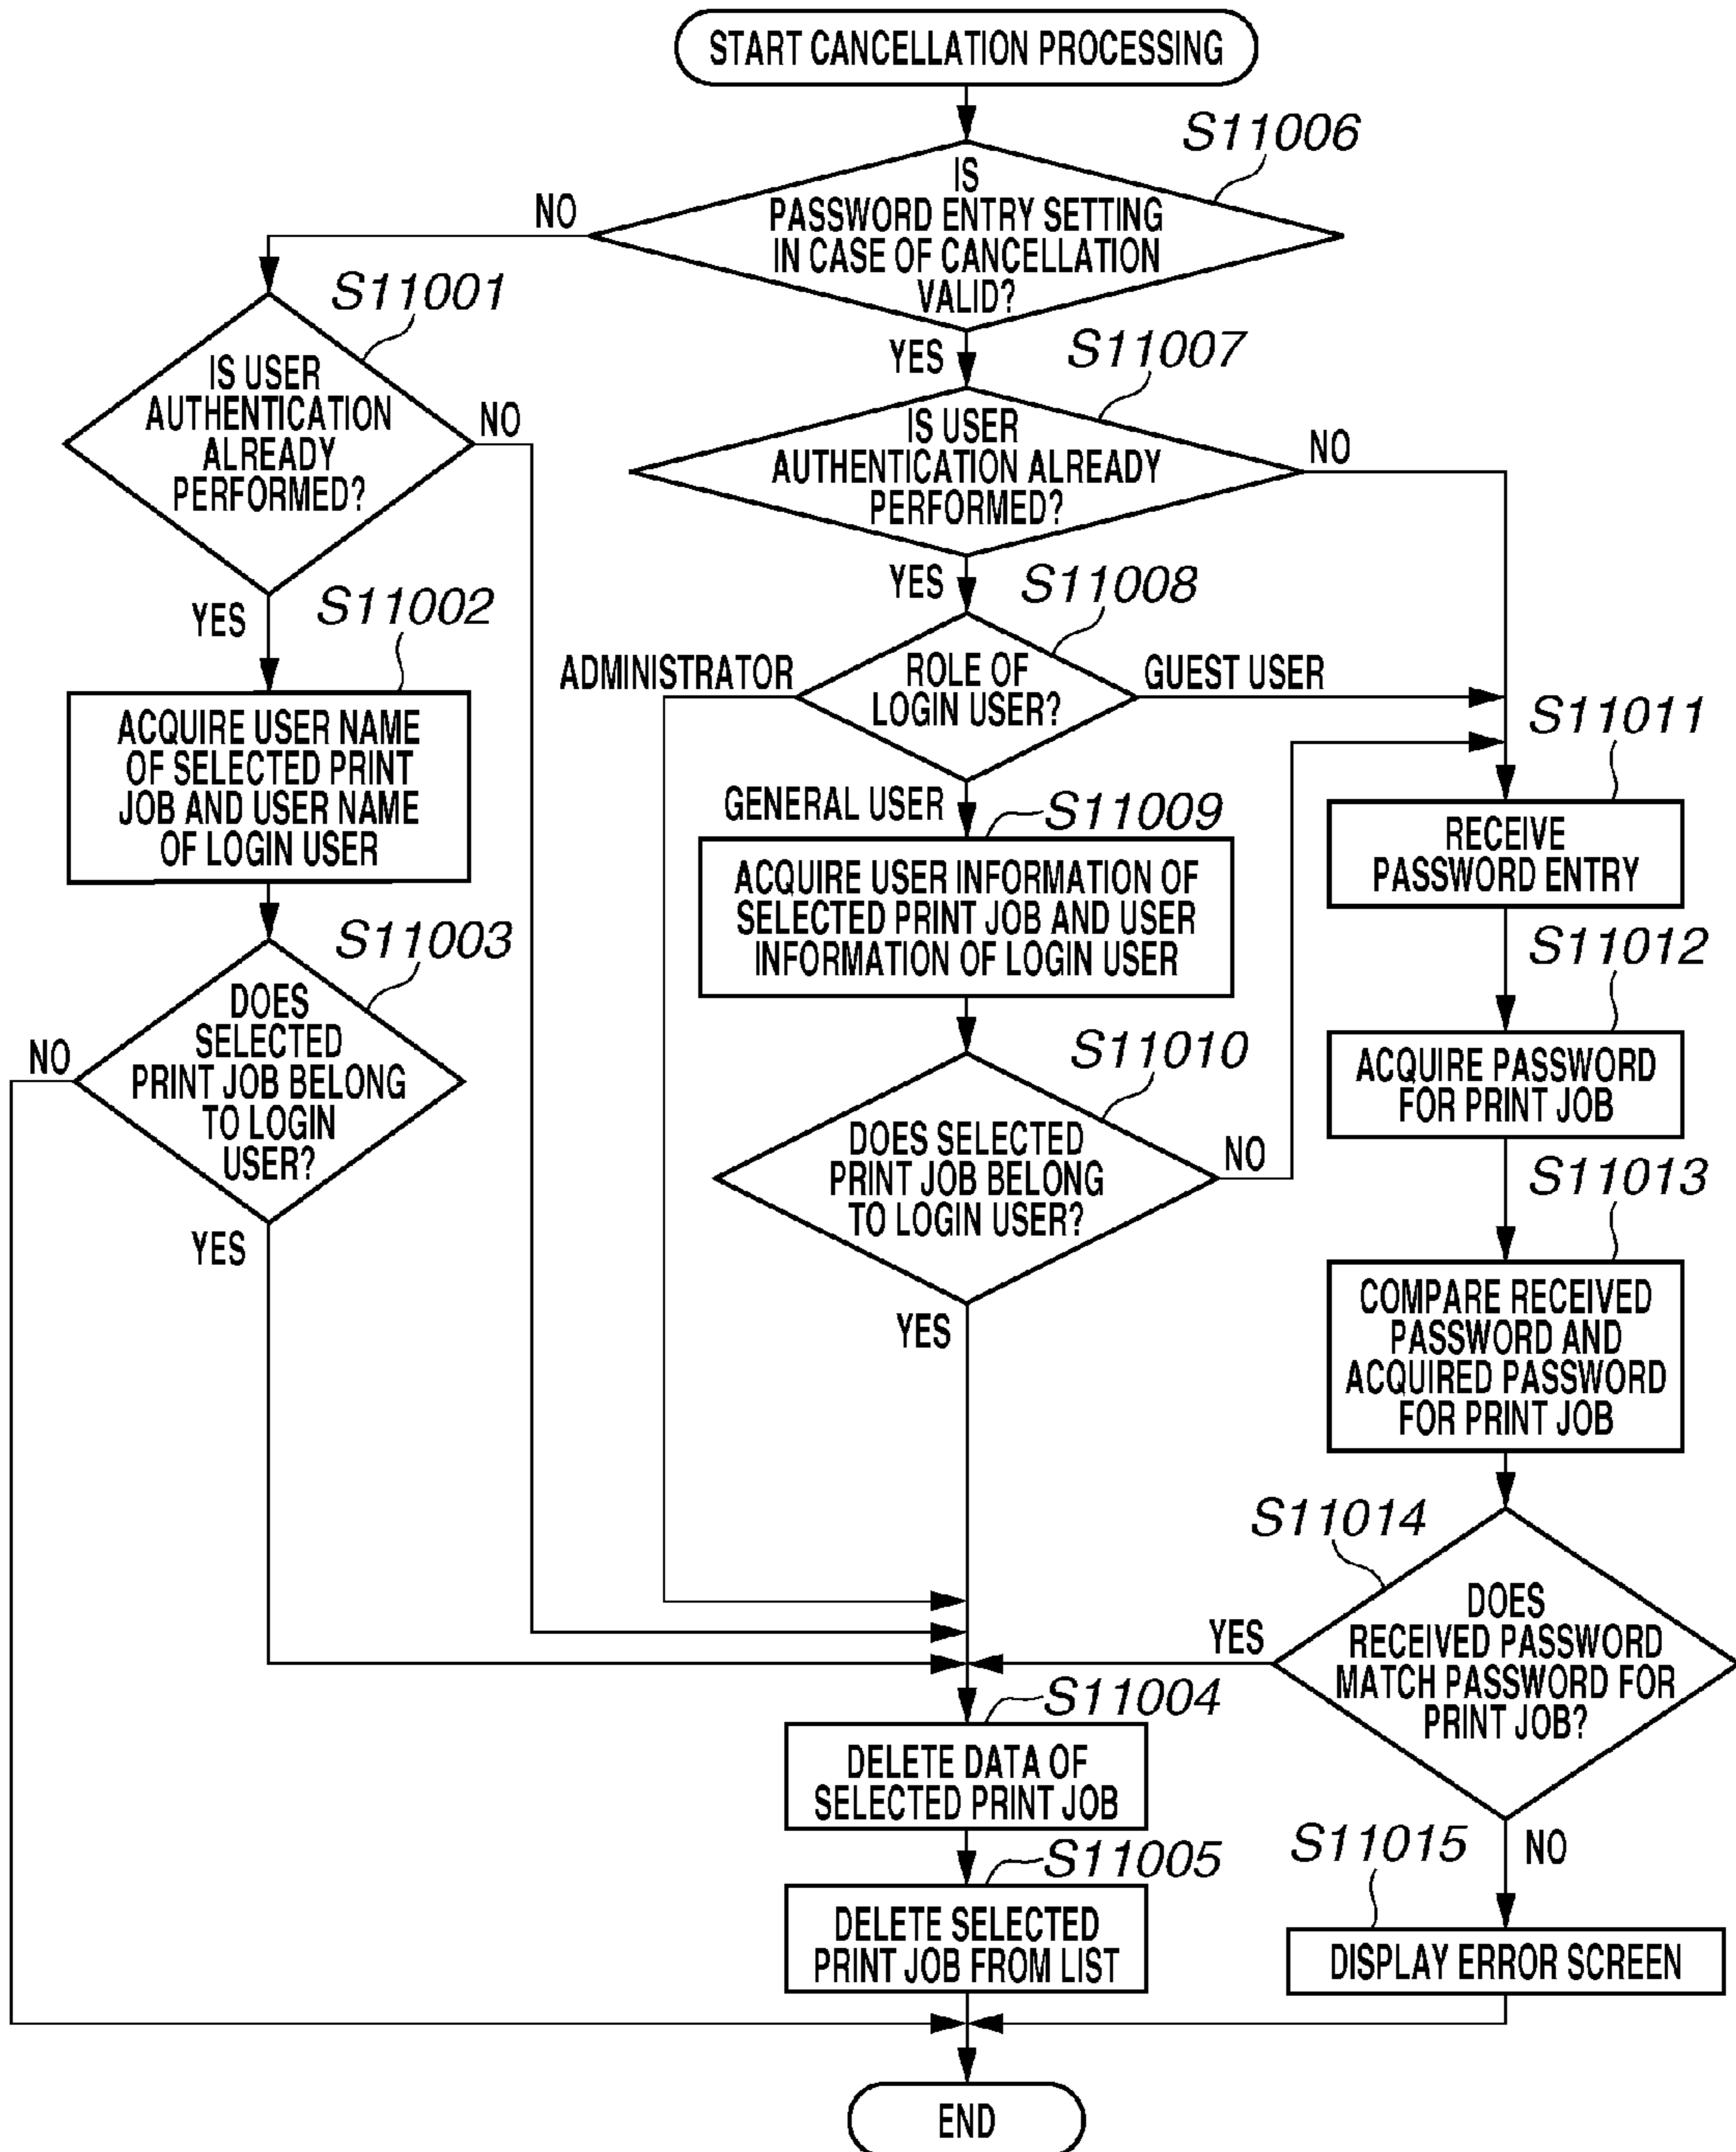 START CANCELLATION PROCESSING
S11006
IS
PASSWORD ENTRY SETTING
IN CASE OF CANCELLATION
VALID?
NO
YES
S11001
IS USER
AUTHENTICATION
ALREADY
PERFORMED?
NO
YES
S11007
IS USER
AUTHENTICATION ALREADY
PERFORMED?
NO
YES
S11002
ACQUIRE USER NAME
OF SELECTED PRINT
JOB AND USER NAME
OF LOGIN USER
S11008
ROLE OF
LOGIN USER?
ADMINISTRATOR
GUEST USER
GENERAL USER
S11009
ACQUIRE USER INFORMATION OF
SELECTED PRINT JOB AND USER
INFORMATION OF LOGIN USER
S11011
RECEIVE
PASSWORD ENTRY
S11003
DOES
SELECTED
PRINT JOB BELONG
TO LOGIN
USER?
NO
YES
S11010
DOES SELECTED
PRINT JOB BELONG
TO LOGIN USER?
NO
YES
S11012
ACQUIRE PASSWORD
FOR PRINT JOB
S11013
COMPARE RECEIVED
PASSWORD AND
ACQUIRED PASSWORD
FOR PRINT JOB
S11014
DOES
RECEIVED PASSWORD
MATCH PASSWORD FOR
PRINT JOB?
YES
NO
S11004
DELETE DATA OF
SELECTED PRINT JOB
S11005
DELETE SELECTED
PRINT JOB FROM LIST
S11015
DISPLAY ERROR SCREEN
END